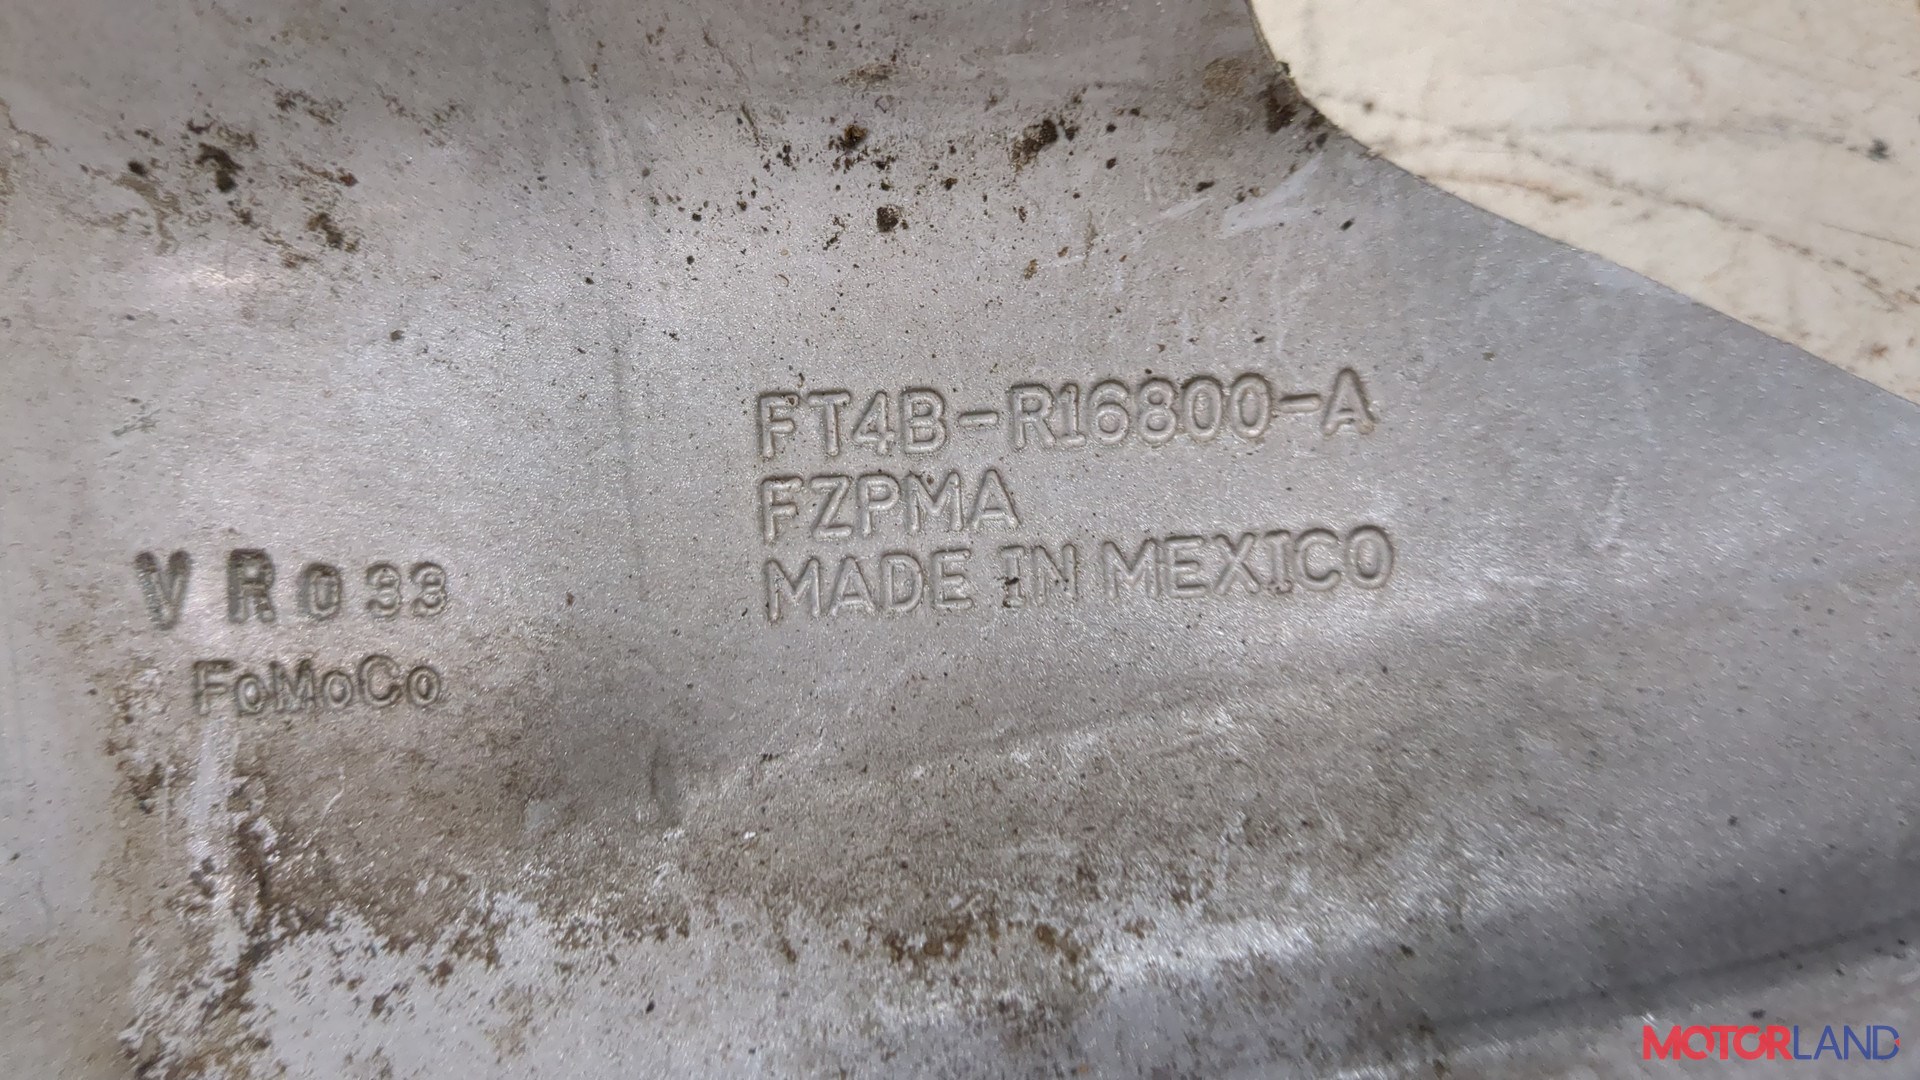 FT4B-R16800-A
FZPMA
MADE IN MEXICO
VR033
FoMoCo
MOTORLAND